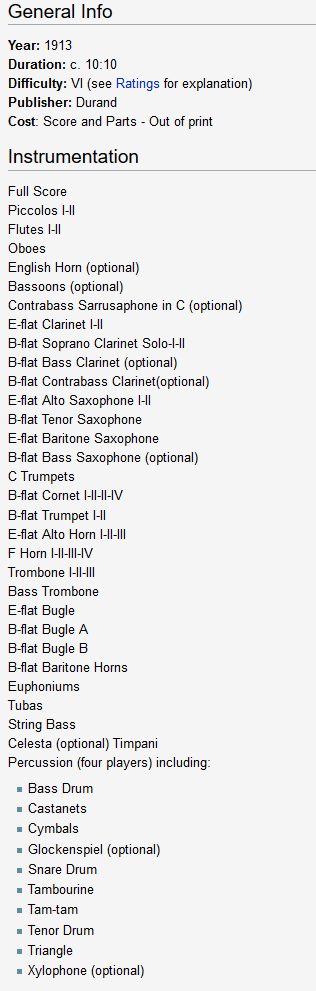 General Info
Year: 1913
Duration: c. 10:10
Difficulty: VI (see Ratings for explanation)
Publisher: Durand
Cost: Score and Parts - Out of print
Instrumentation
Full Score
Piccolos I-II
Flutes I-II
Oboes
English Horn (optional)
Bassoons (optional)
Contrabass Sarrusaphone in C (optional)
E-flat Clarinet I-II
B-flat Soprano Clarinet Solo-I-II
B-flat Bass Clarinet (optional)
B-flat Contrabass Clarinet(optional)
E-flat Alto Saxophone I-II
B-flat Tenor Saxophone
E-flat Baritone Saxophone
B-flat Bass Saxophone (optional)
C Trumpets
B-flat Cornet I-II-II-IV
B-flat Trumpet I-II
E-flat Alto Horn I-II-III
F Horn I-II-III-IV
Trombone I-II-III
Bass Trombone
E-flat Bugle
B-flat Bugle A
B-flat Bugle B
B-flat Baritone Horns
Euphoniums
Tubas
String Bass
Celesta (optional) Timpani
Percussion (four players) including:
Bass Drum
Castanets
Cymbals
Glockenspiel (optional)
Snare Drum
Tambourine
Tam-tam
Tenor Drum
Triangle
Xylophone (optional)